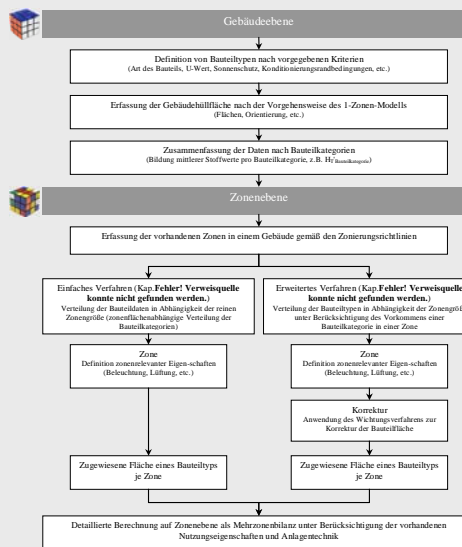 Gebäudeebene
Definition von Bauteiltypen nach vorgegebenen Kriterien
(Art des Bauteils, U-Wert, Sonnenschutz, Konditionierungsrandbedingungen, etc.)
Erfassung der Gebäudehüllfläche nach der Vorgehensweise des 1-Zonen-Modells
(Flächen, Orientierung, etc.)
Zusammenfassung der Daten nach Bauteilkategorien
(Bildung mittlerer Stoffwerte pro Bauteilkategorie, z.B. HT'Bauteilkategorie)
Zonenebene
Erfassung der vorhandenen Zonen in einem Gebäude gemäß den Zonierungsrichtlinien
Einfaches Verfahren (Kap.Fehler! Verweisquelle
konnte nicht gefunden werden.)
Verteilung der Bauteildaten in Abhängigkeit der reinen
Zonengröße (zonenflächenabhängige Verteilung der
Bauteilkategorien)
Erweitertes Verfahren (Kap.Fehler! Verweisquelle
konnte nicht gefunden werden.)
Verteilung der Bauteiltypen in Abhängigkeit der Zonengröß
unter Berücksichtigung des Vorkommens einer
Bauteilkategorie in einer Zone
Zone
Definition zonenrelevanter Eigen-schaften
(Beleuchtung, Lüftung, etc.)
Zone
Definition zonenrelevanter Eigen-schaften
(Beleuchtung, Lüftung, etc.)
Korrektur
Anwendung des Wichtungsverfahrens zur
Korrektur der Bauteilfläche
Zugewiesene Fläche eines Bauteiltyps
je Zone
Zugewiesene Fläche eines Bauteiltyps
je Zone
Detaillierte Berechnung auf Zonenebene als Mehrzonenbilanz unter Berücksichtigung der vorhandenen
Nutzungseigenschaften und Anlagentechnik